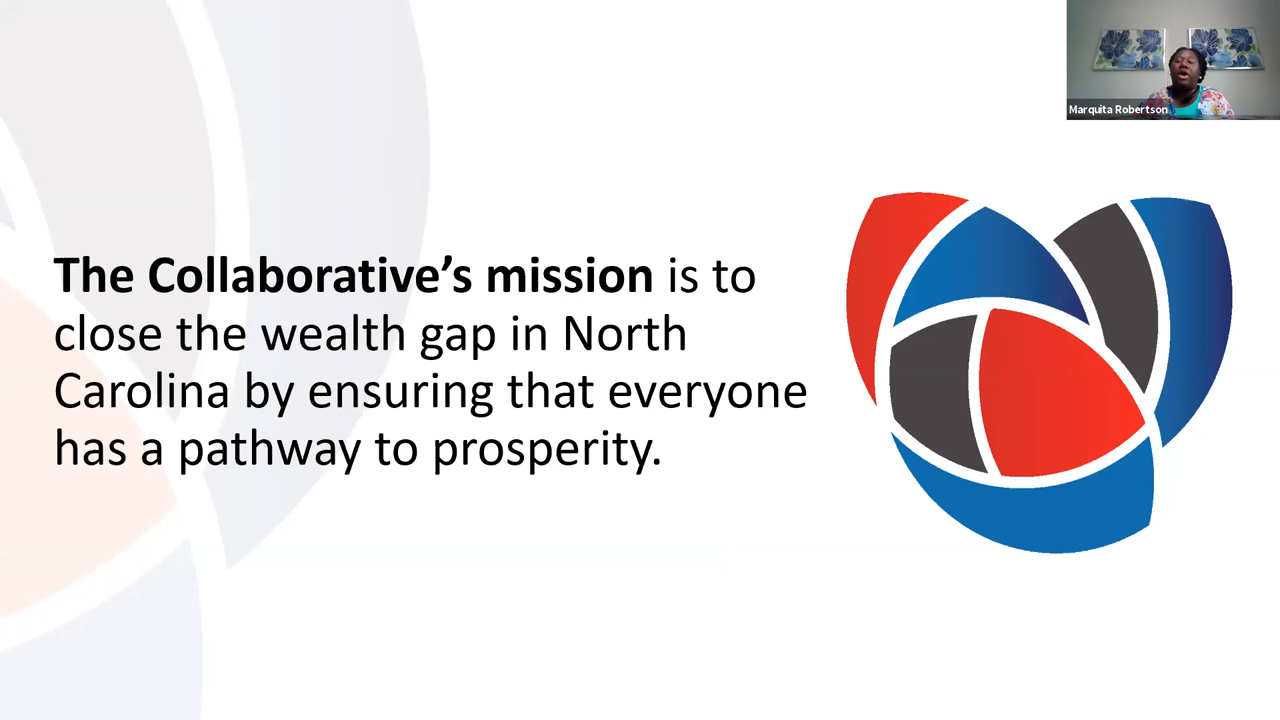 Marquita Robertson
The Collaborative’s mission is to
close the wealth gap in North
Carolina by ensuring that everyone
has a pathway to prosperity.